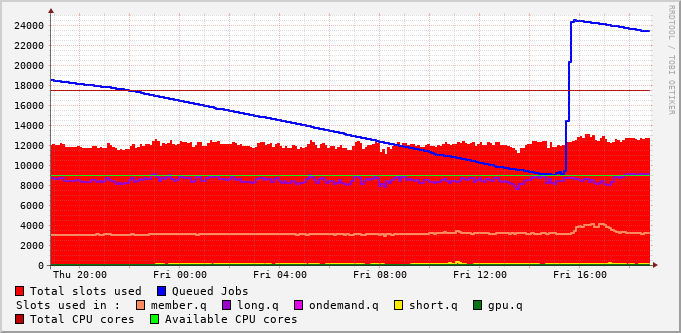 RRDTOOL / TOBI OETIKER
24000
22000
20000
18000
16000
14000
12000
10000
8000
6000
4000
2000
0
Thu 20:00 Fri 00:00 Fri 04:00 Fri 08:00 Fri 12:00 Fri 16:00
Total slots used Queued Jobs
Slots used in : member.q long.q ondemand.q short.q gpu.q
Total CPU cores Available CPU cores